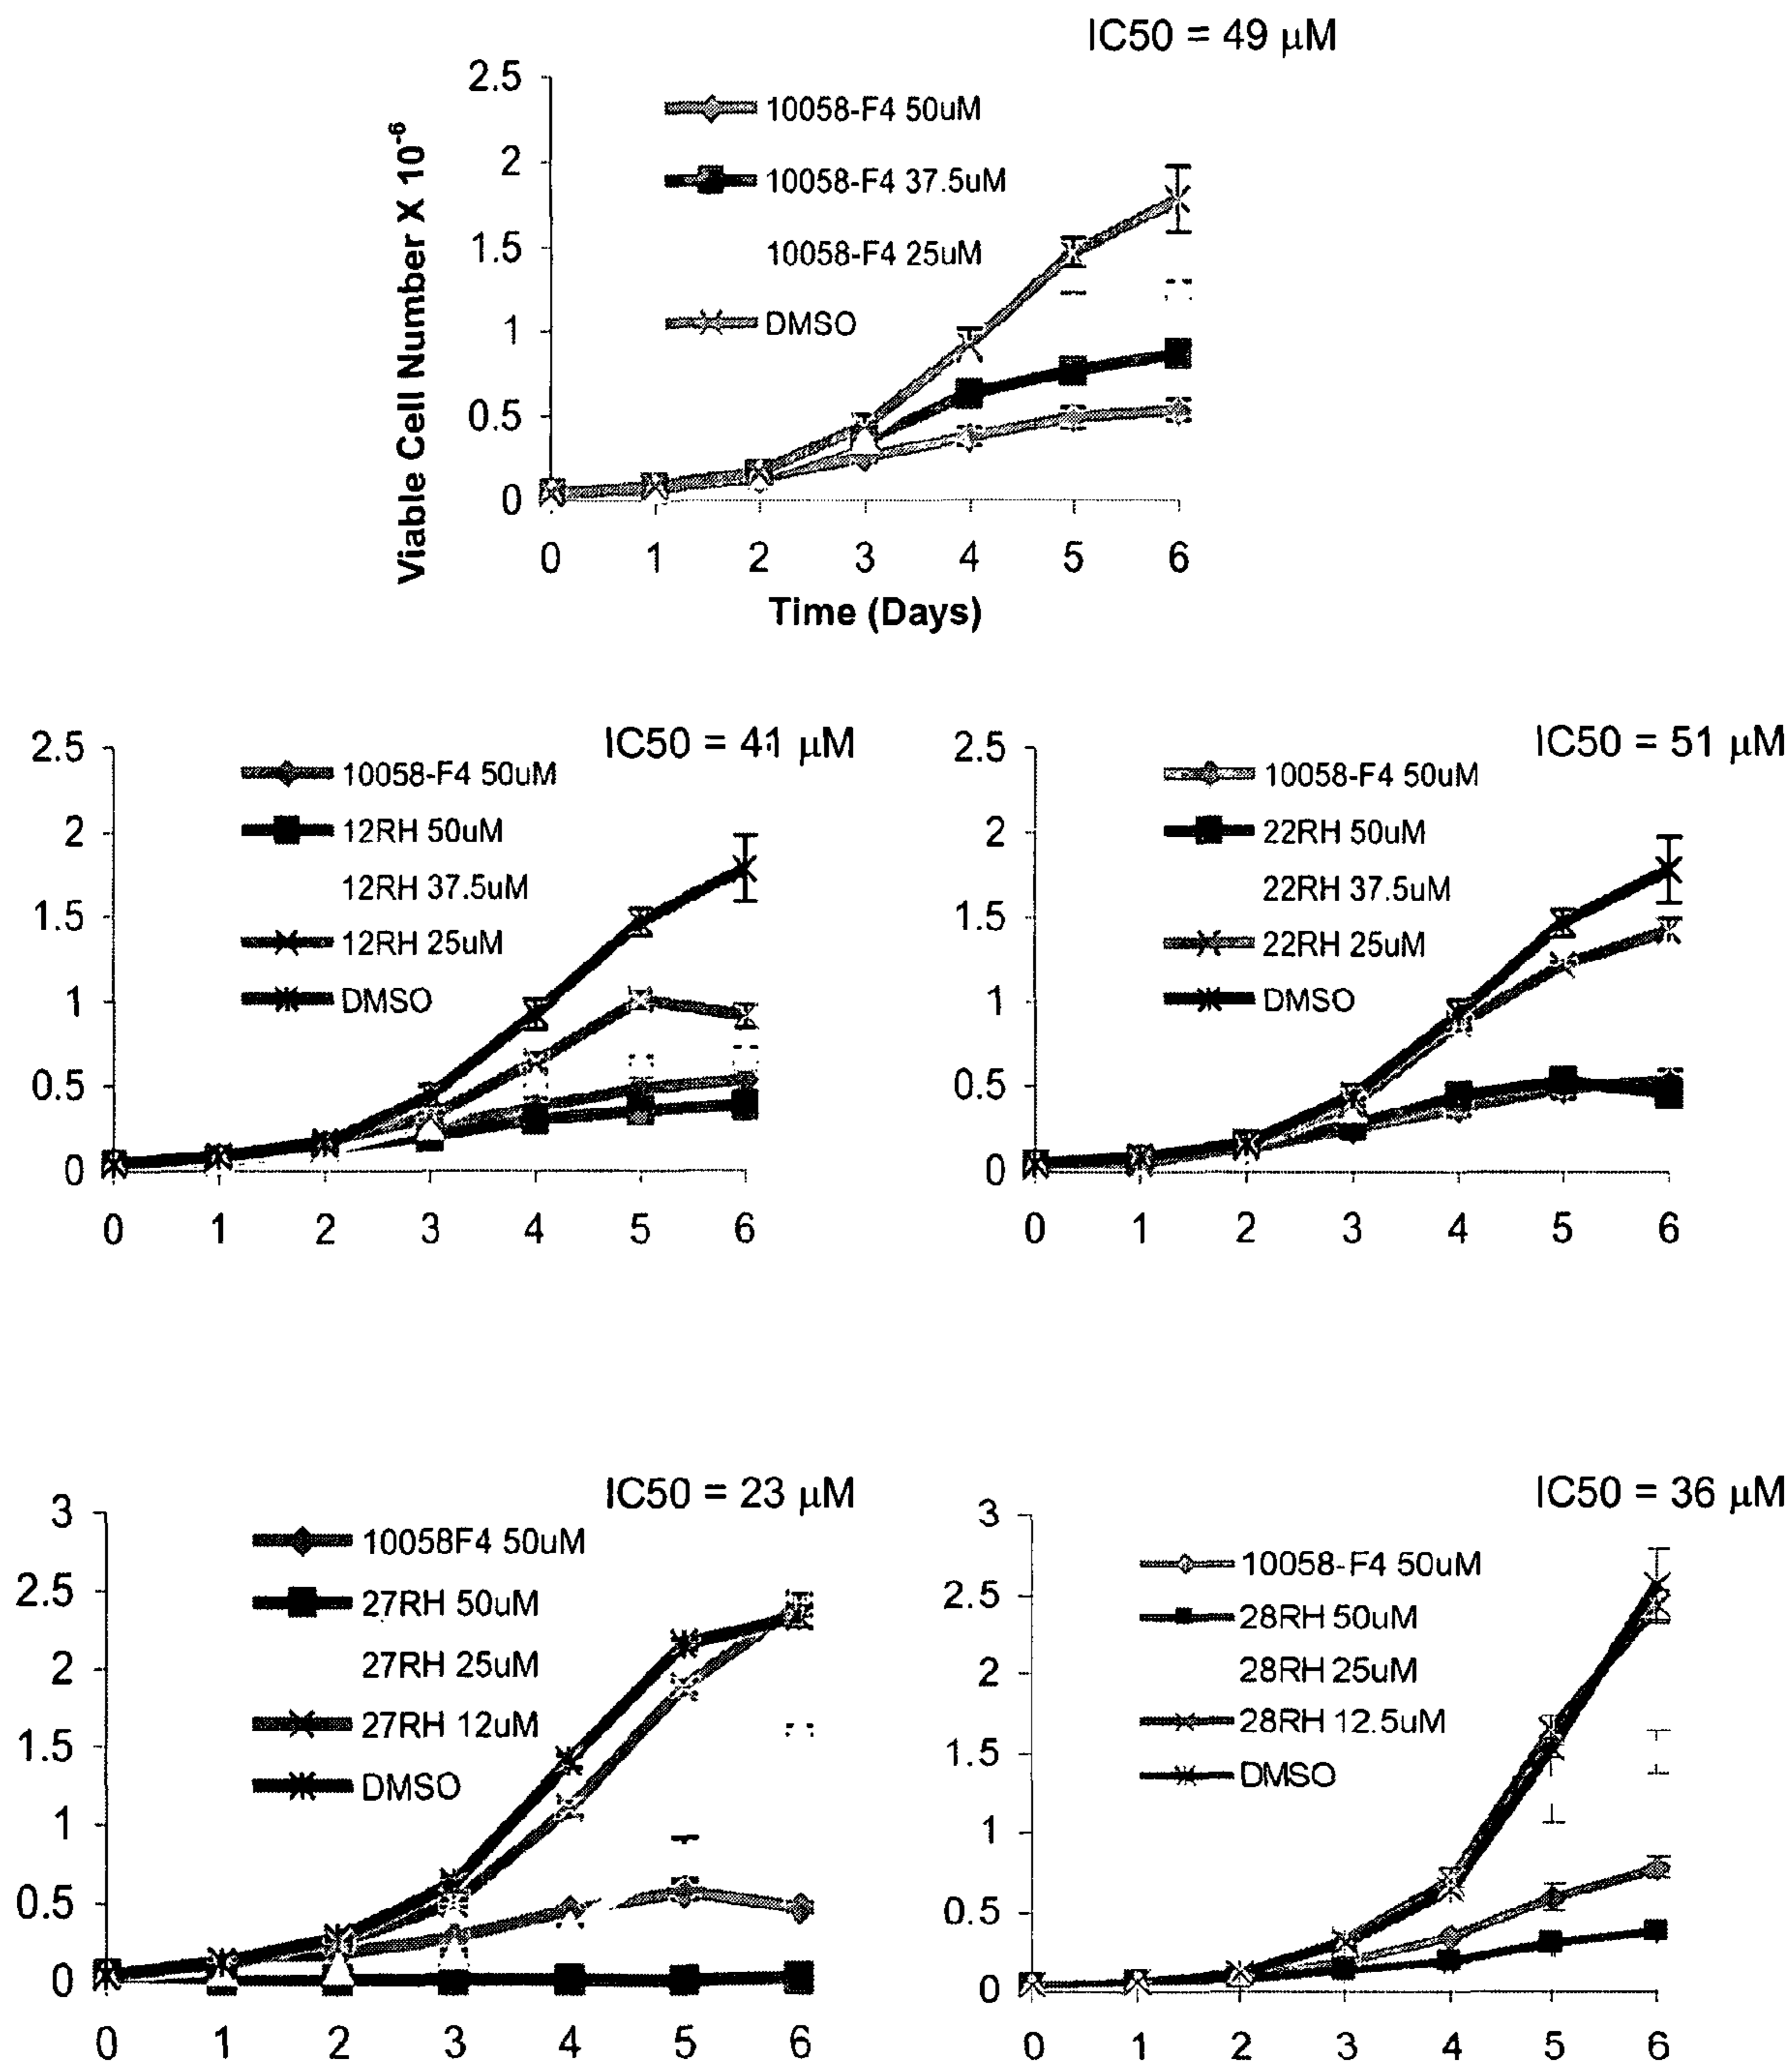 IC50 = 49 μM
Viable Cell Number X 10-6
2.5
2
1.5
1
0.5
0
10058-F4 50uM
10058-F4 37.5uM
10058-F4 25uM
DMSO
0 1 2 3 4 5 6
Time (Days)
IC50 = 41 μM
2.5
2
1.5
1
0.5
0
10058-F4 50uM
12RH 50uM
12RH 37.5uM
12RH 25uM
DMSO
0 1 2 3 4 5 6
IC50 = 51 μM
2.5
2
1.5
1
0.5
0
10058-F4 50uM
22RH 50uM
22RH 37.5uM
22RH 25uM
DMSO
0 1 2 3 4 5 6
IC50 = 23 μM
3
2.5
2
1.5
1
0.5
0
10058F4 50uM
27RH 50uM
27RH 25uM
27RH 12uM
DMSO
0 1 2 3 4 5 6
IC50 = 36 μM
3
2.5
2
1.5
1
0.5
0
10058-F4 50uM
28RH 50uM
28RH 25uM
28RH 12.5uM
DMSO
0 1 2 3 4 5 6